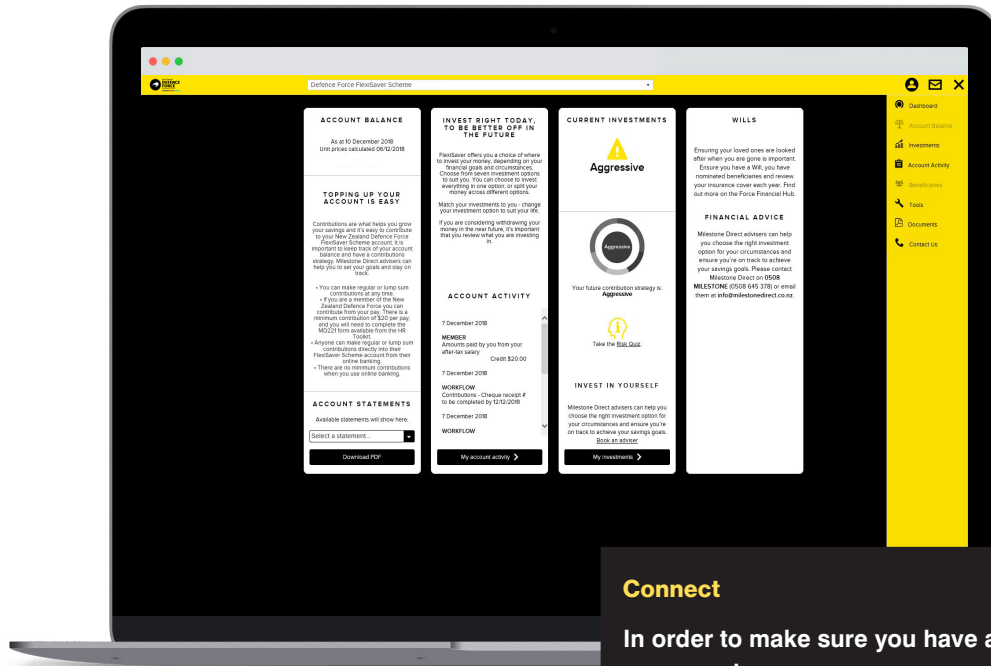 DEFENCE
FORCE
Defence Force FlexiSaver Scheme
ACCOUNT BALANCE
As at 10 December 2018
Unit prices calculated 06/12/2018
TOPPING UP YOUR
ACCOUNT IS EASY
Contributions are what helps you grow
your savings and it's easy to contribute
to your New Zealand Defence Force
FlexiSaver Scheme account. It is
important to keep track of your account
balance and have a contributions
strategy. Milestone Direct advisers can
help you to set your goals and stay on
track.
• You can make regular or lump sum
contributions at any time.
• If you are a member of the New
Zealand Defence Force you can
contribute from your pay. There is a
minimum contribution of $20 per pay,
and you will need to complete the
MD221 form available from the HR
Toolkit.
• Anyone can make regular or lump sum
contributions directly into their
FlexiSaver Scheme account from their
online banking.
• There are no minimum contributions
when you use online banking.
ACCOUNT STATEMENTS
Available statements will show here.
Select a statement...
Download PDF
INVEST RIGHT TODAY,
TO BE BETTER OFF IN
THE FUTURE
FlexiSaver offers you a choice of where
to invest your money, depending on your
financial goals and circumstances.
Choose from seven investment options
to suit you. You can choose to invest
everything in one option, or split your
money across different options.
Match your investments to you - change
your investment option to suit your life.
If you are considering withdrawing your
money in the near future, it's important
that you review what you are investing
in.
ACCOUNT ACTIVITY
7 December 2018
MEMBER
Amounts paid by you from your
after-tax salary
Credit $20.00
7 December 2018
WORKFLOW
Contributions - Cheque receipt #
to be completed by 12/12/2018
7 December 2018
WORKFLOW
My account activity
CURRENT INVESTMENTS
Aggressive
Aggressive
Your future contribution strategy is:
Aggressive
Take the Risk Quiz.
INVEST IN YOURSELF
Milestone Direct advisers can help you
choose the right investment option for
your circumstances and ensure you're
on track to achieve your savings goals.
Book an adviser
My investments
WILLS
Ensuring your loved ones are looked
after when you are gone is important.
Ensure you have a Will, you have
nominated beneficiaries and review
your insurance cover each year. Find
out more on the Force Financial Hub.
FINANCIAL ADVICE
Milestone Direct advisers can help
you choose the right investment
option for your circumstances and
ensure you're on track to achieve
your savings goals. Please contact
Milestone Direct on 0508
MILESTONE (0508 645 378) or email
them at info@milestonedirect.co.nz.
Dashboard
Account Balance
Investments
Account Activity
Beneficiaries
Tools
Documents
Contact Us
Connect
In order to make sure you have a